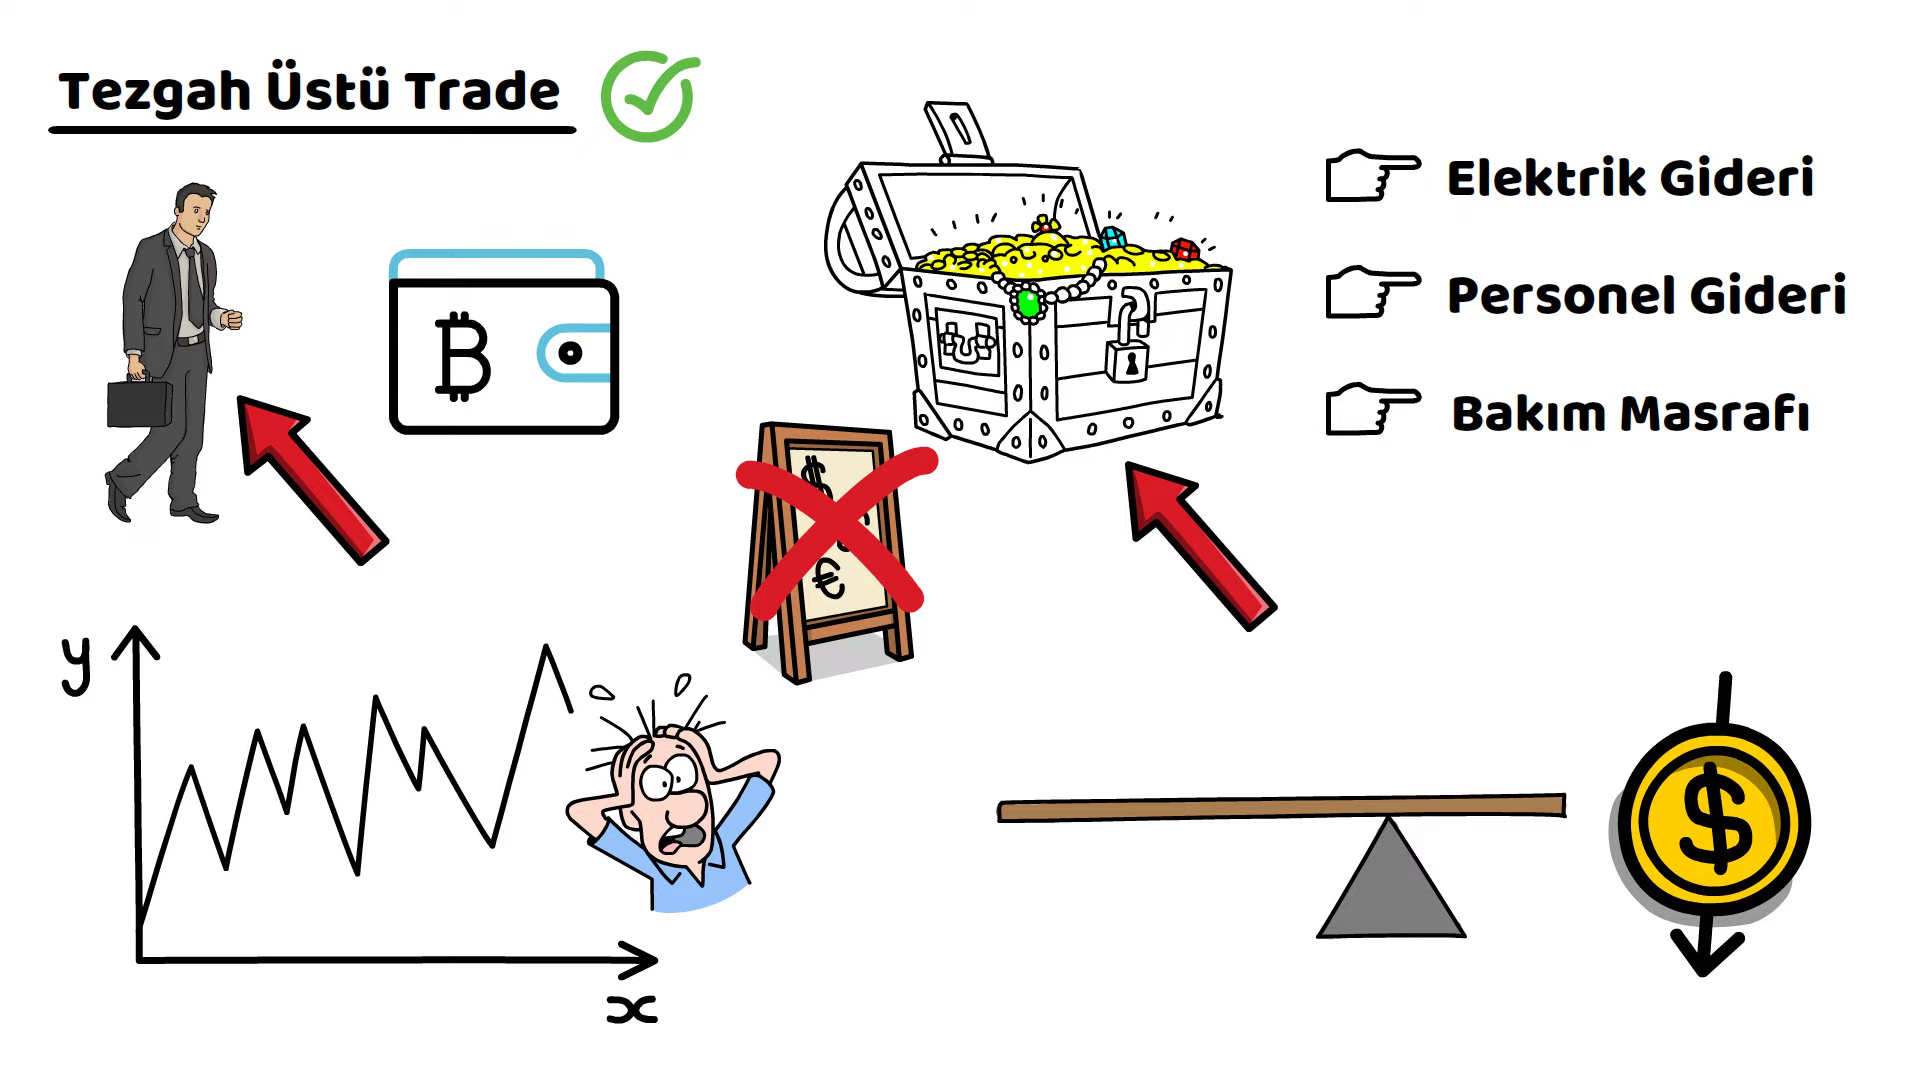 Tezgah Üstü Trade
Elektrik Gideri
Personel Gideri
Bakım Masrafı
₿
$
€
y
x
$